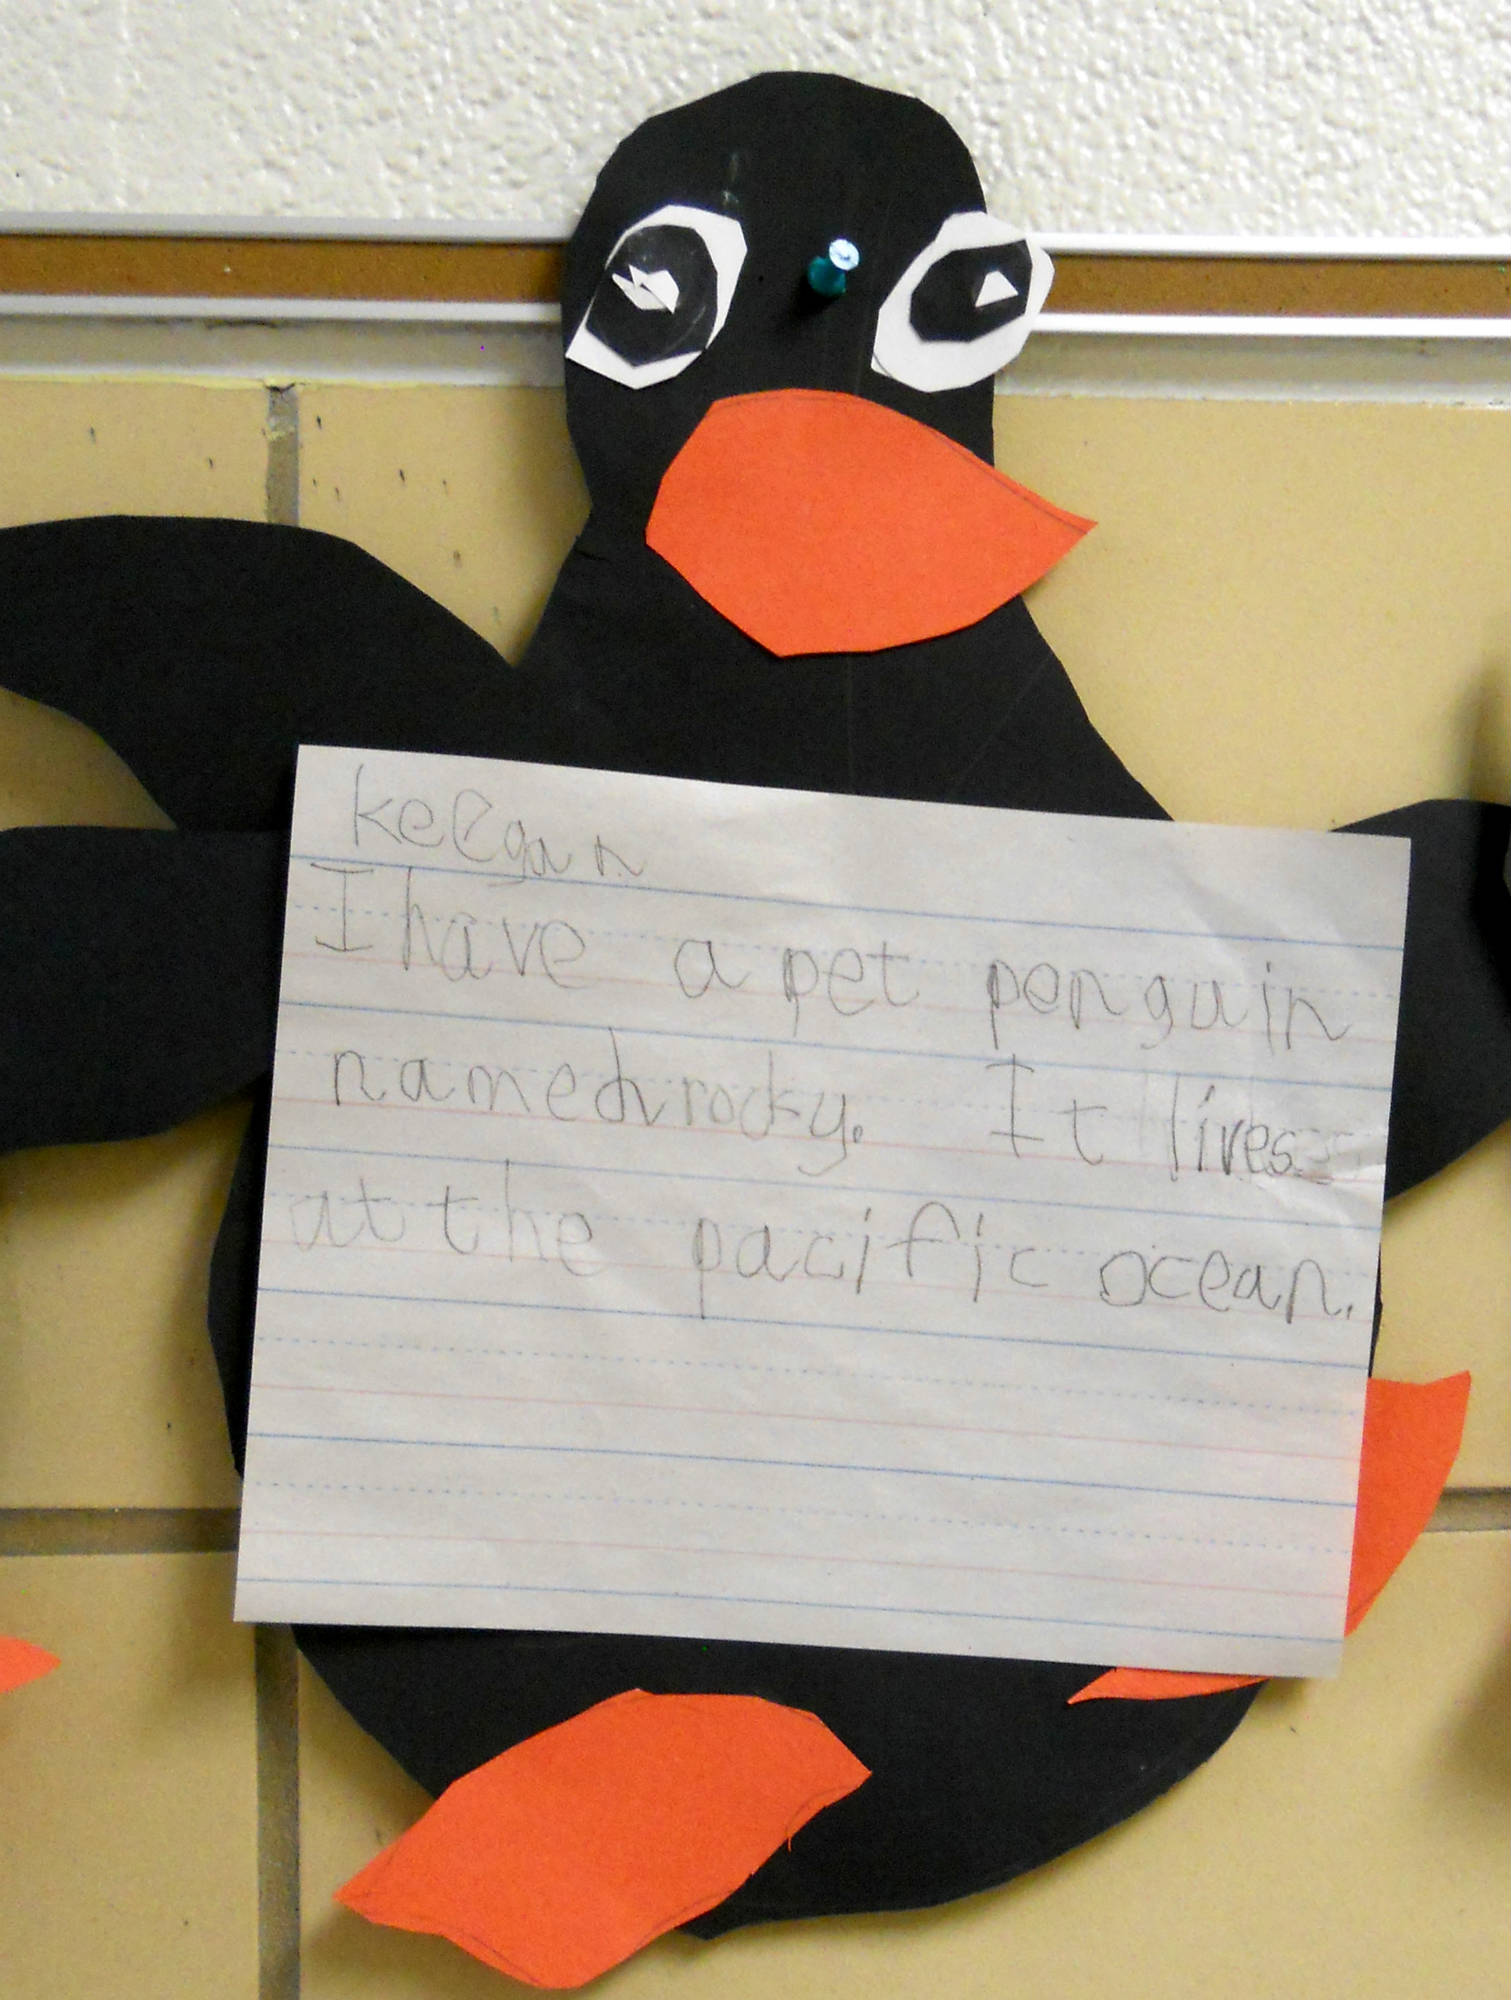 keegan
I have a pet penguin
named rocky. It lives
at the pacific ocean.